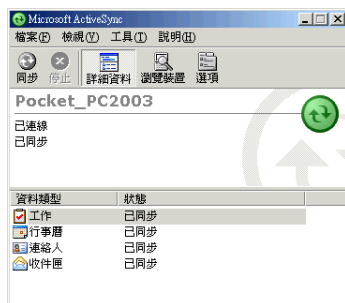 Microsoft ActiveSync
檔案(F) 檢視(V) 工具(T) 說明(H)
同步 停止 詳細資料 瀏覽裝置 選項
Pocket_PC2003
已連線
已同步
資料類型 狀態
工作 已同步
行事曆 已同步
連絡人 已同步
收件匣 已同步